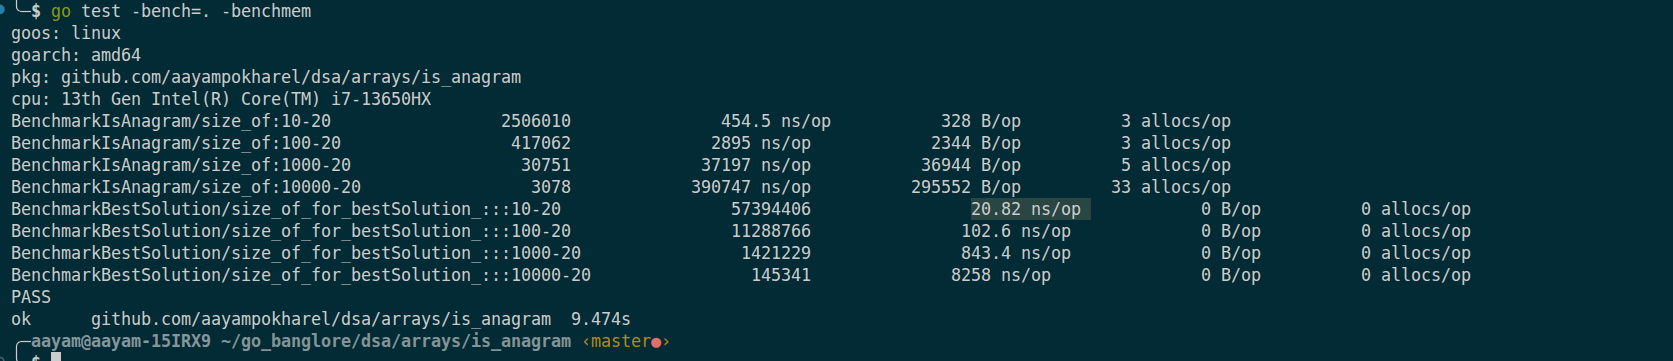 $ go test -bench=. -benchmem
goos: linux
goarch: amd64
pkg: github.com/aayampokharel/dsa/arrays/is_anagram
cpu: 13th Gen Intel(R) Core(TM) i7-13650HX
BenchmarkIsAnagram/size_of:10-20 2506010 454.5 ns/op 328 B/op 3 allocs/op
BenchmarkIsAnagram/size_of:100-20 417062 2895 ns/op 2344 B/op 3 allocs/op
BenchmarkIsAnagram/size_of:1000-20 30751 37197 ns/op 36944 B/op 5 allocs/op
BenchmarkIsAnagram/size_of:10000-20 3078 390747 ns/op 295552 B/op 33 allocs/op
BenchmarkBestSolution/size_of_for_bestSolution_:::10-20 57394406 20.82 ns/op 0 B/op 0 allocs/op
BenchmarkBestSolution/size_of_for_bestSolution_:::100-20 11288766 102.6 ns/op 0 B/op 0 allocs/op
BenchmarkBestSolution/size_of_for_bestSolution_:::1000-20 1421229 843.4 ns/op 0 B/op 0 allocs/op
BenchmarkBestSolution/size_of_for_bestSolution_:::10000-20 145341 8258 ns/op 0 B/op 0 allocs/op
PASS
ok github.com/aayampokharel/dsa/arrays/is_anagram 9.474s
aayam@aayam-15IRX9 ~/go_banglore/dsa/arrays/is_anagram ‹master●›
$